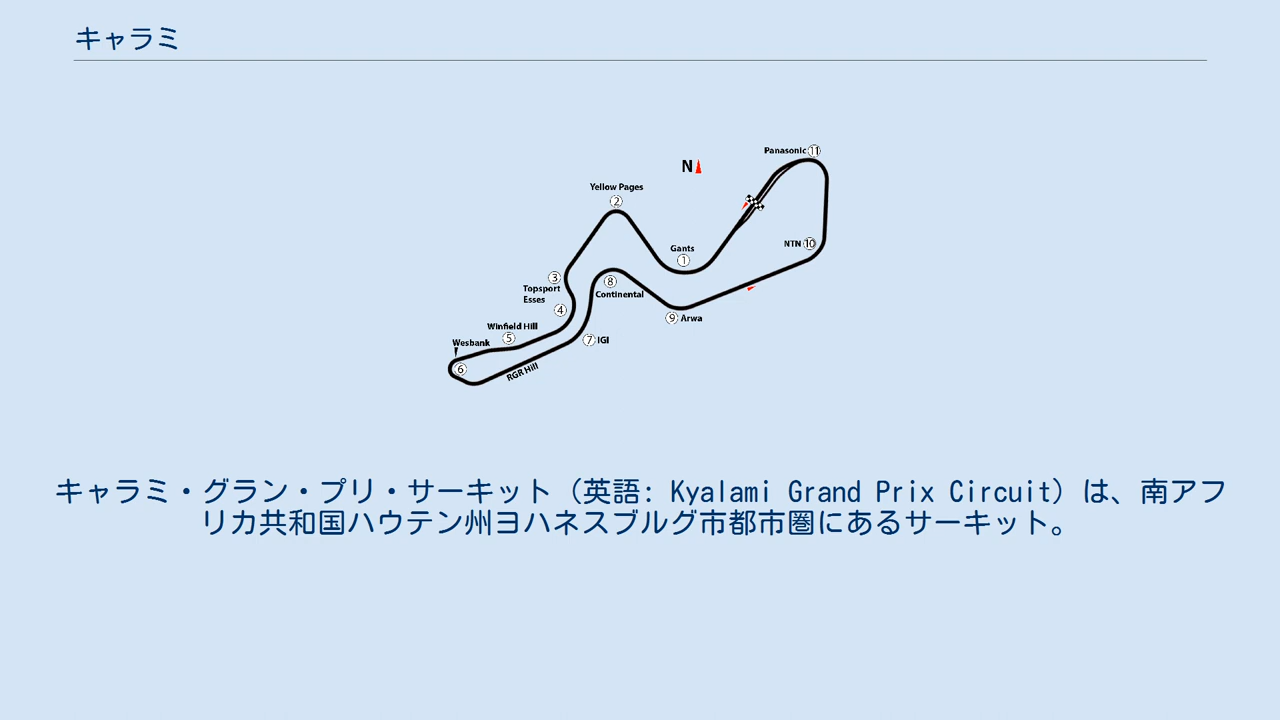 キャラミ
Panasonic 11
N
Yellow Pages
2
Gants
1
NTN 10
3
Topsport
Esses
8
Continental
4
9 Arwa
Winfield Hill
5
Wesbank
7 IGI
6
RGR Hill
キャラミ・グラン・プリ・サーキット（英語: Kyalami Grand Prix Circuit）は、南アフ
リカ共和国ハウテン州ヨハネスブルグ市都市圏にあるサーキット。